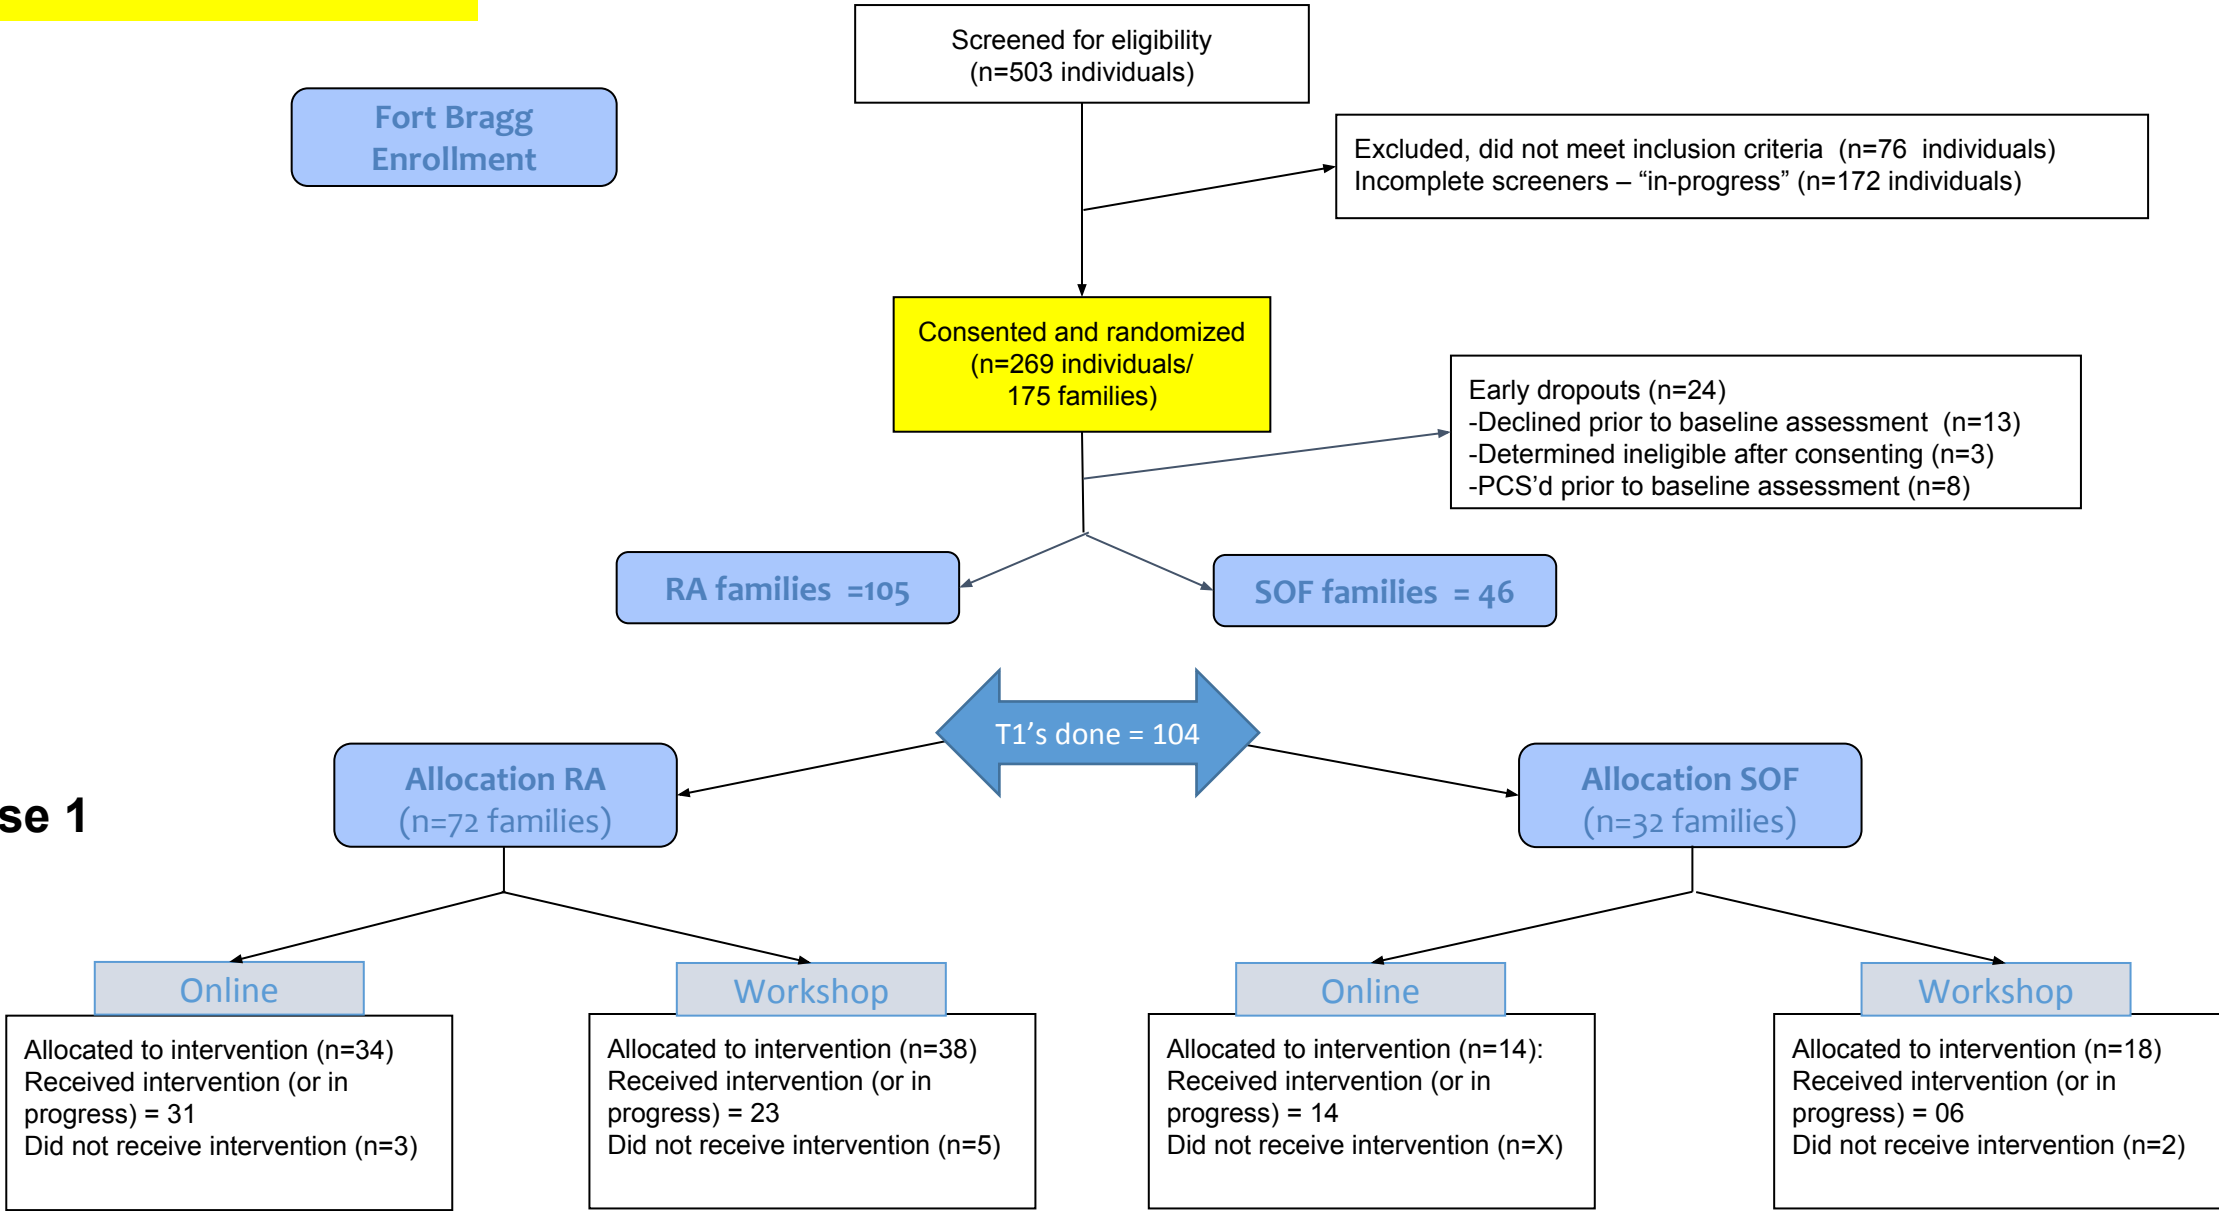 Screened for eligibility
(n=503 individuals)
Fort Bragg
Enrollment
Excluded, did not meet inclusion criteria (n=76 individuals)
Incomplete screeners – “in-progress” (n=172 individuals)
Consented and randomized
(n=269 individuals/
175 families)
Early dropouts (n=24)
-Declined prior to baseline assessment (n=13)
-Determined ineligible after consenting (n=3)
-PCS’d prior to baseline assessment (n=8)
RA families =105
SOF families = 46
T1’s done = 104
Allocation RA
(n=72 families)
Allocation SOF
(n=32 families)
se 1
Online
Allocated to intervention (n=34)
Received intervention (or in
progress) = 31
Did not receive intervention (n=3)
Workshop
Allocated to intervention (n=38)
Received intervention (or in
progress) = 23
Did not receive intervention (n=5)
Online
Allocated to intervention (n=14):
Received intervention (or in
progress) = 14
Did not receive intervention (n=X)
Workshop
Allocated to intervention (n=18)
Received intervention (or in
progress) = 06
Did not receive intervention (n=2)